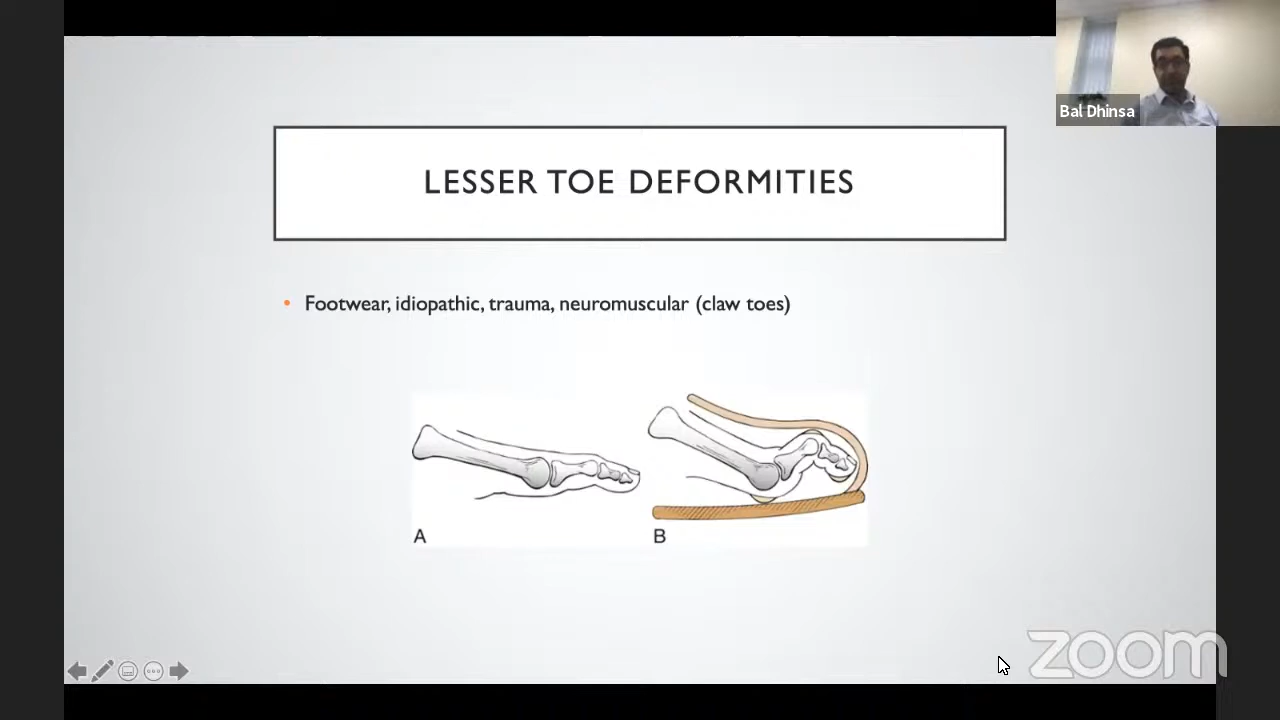 Bal Dhinsa
LESSER TOE DEFORMITIES
• Footwear, idiopathic, trauma, neuromuscular (claw toes)
A
B
zoom